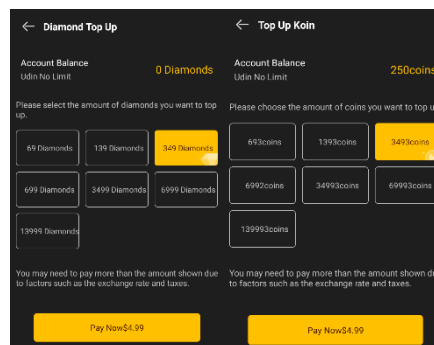 ← Diamond Top Up
Account Balance
Udin No Limit
0 Diamonds
Please select the amount of diamonds you want to top
up.
69 Diamonds
139 Diamonds
349 Diamonds
699 Diamonds
3499 Diamonds
6999 Diamonds
13999 Diamonds
You may need to pay more than the amount shown due
to factors such as the exchange rate and taxes.
Pay Now$4.99
← Top Up Koin
Account Balance
Udin No Limit
250coins
Please choose the amount of coins you want to top u
693coins
1393coins
3493coins
6992coins
34993coins
69993coins
139993coins
You may need to pay more than the amount shown d
to factors such as the exchange rate and taxes.
Pay Now$4.99